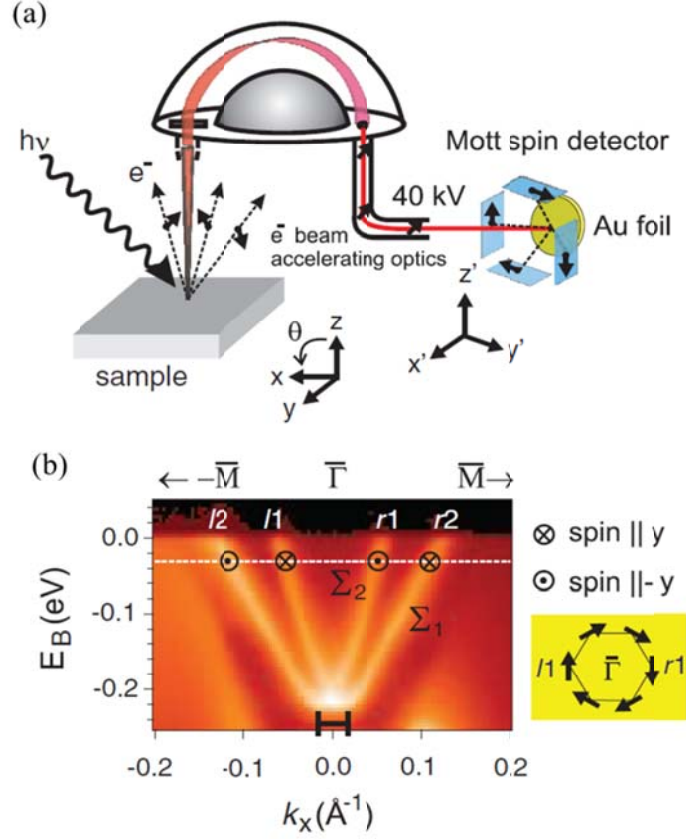 (a)
hν
e⁻
40 kV
Mott spin detector
Au foil
e⁻ beam
accelerating optics
sample
θ
z
x
y
z'
x'
y'
(b)
← -M̅ Γ̅ M̅ →
l2 l1 r1 r2
⊗ spin || y
⊙ spin ||- y
Σ₂
Σ₁
l1 Γ̅ r1
E_B(eV)
0.0
-0.1
-0.2
-0.2 -0.1 0.0 0.1 0.2
k_x(Å⁻¹)